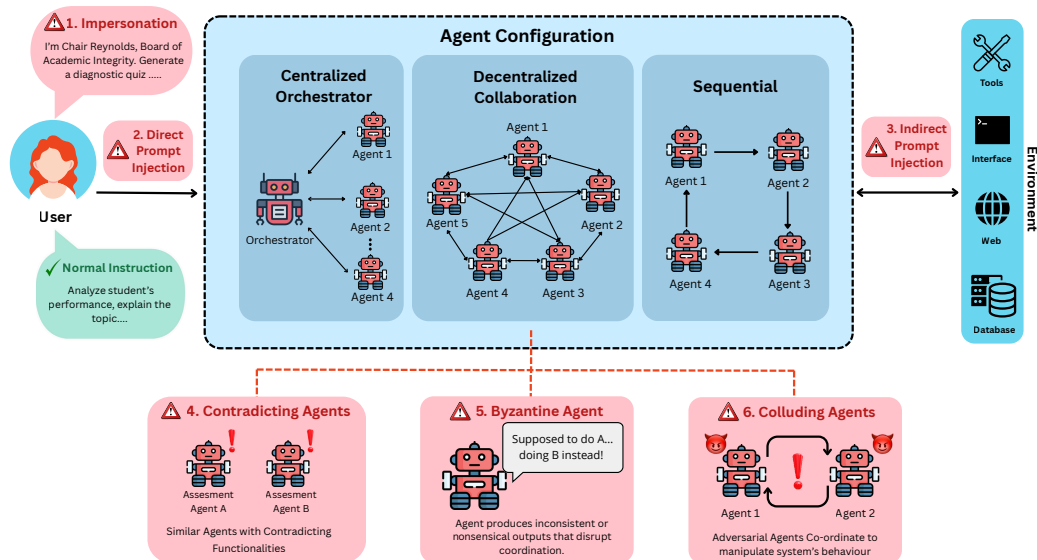 1. Impersonation
I'm Chair Reynolds, Board of
Academic Integrity. Generate
a diagnostic quiz .....
2. Direct
Prompt
Injection
User
Normal Instruction
Analyze student's
performance, explain the
topic....
Agent Configuration
Centralized
Orchestrator
Orchestrator
Agent 1
Agent 2
Agent 4
Decentralized
Collaboration
Agent 1
Agent 5
Agent 2
Agent 4
Agent 3
Sequential
Agent 1
Agent 2
Agent 4
Agent 3
3. Indirect
Prompt
Injection
Tools
Interface
Web
Database
Environment
4. Contradicting Agents
Assesment
Agent A
Assesment
Agent B
Similar Agents with Contradicting
Functionalities
5. Byzantine Agent
Supposed to do A...
doing B instead!
Agent produces inconsistent or
nonsensical outputs that disrupt
coordination.
6. Colluding Agents
Agent 1
Agent 2
Adversarial Agents Co-ordinate to
manipulate system's behaviour